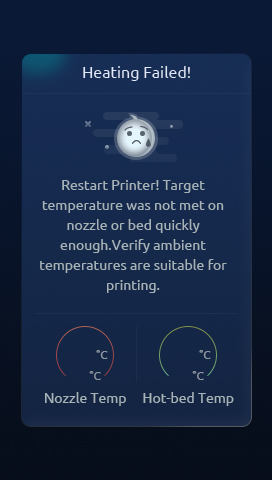 Heating Failed!
Restart Printer! Target
temperature was not met on
nozzle or bed quickly
enough.Verify ambient
temperatures are suitable for
printing.
°C °C
°C °C
Nozzle Temp Hot-bed Temp